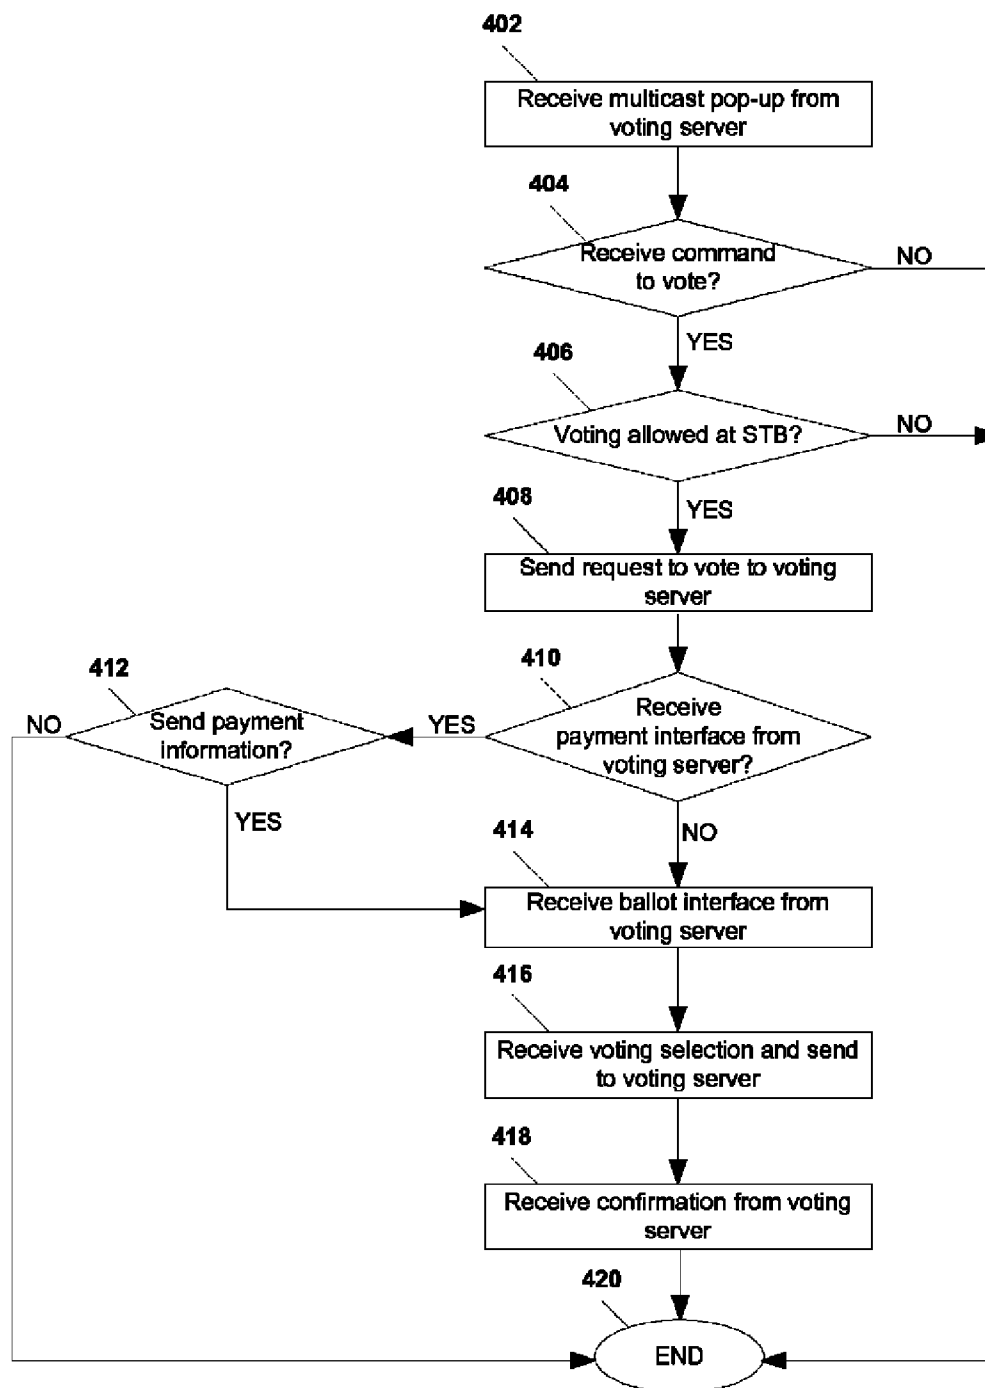 402
Receive multicast pop-up from
voting server
404
Receive command
to vote?
NO
YES
406
Voting allowed at STB?
NO
YES
408
Send request to vote to voting
server
410
Receive
payment interface from
voting server?
YES
412
Send payment
information?
NO
YES
NO
414
Receive ballot interface from
voting server
416
Receive voting selection and send
to voting server
418
Receive confirmation from voting
server
420
END